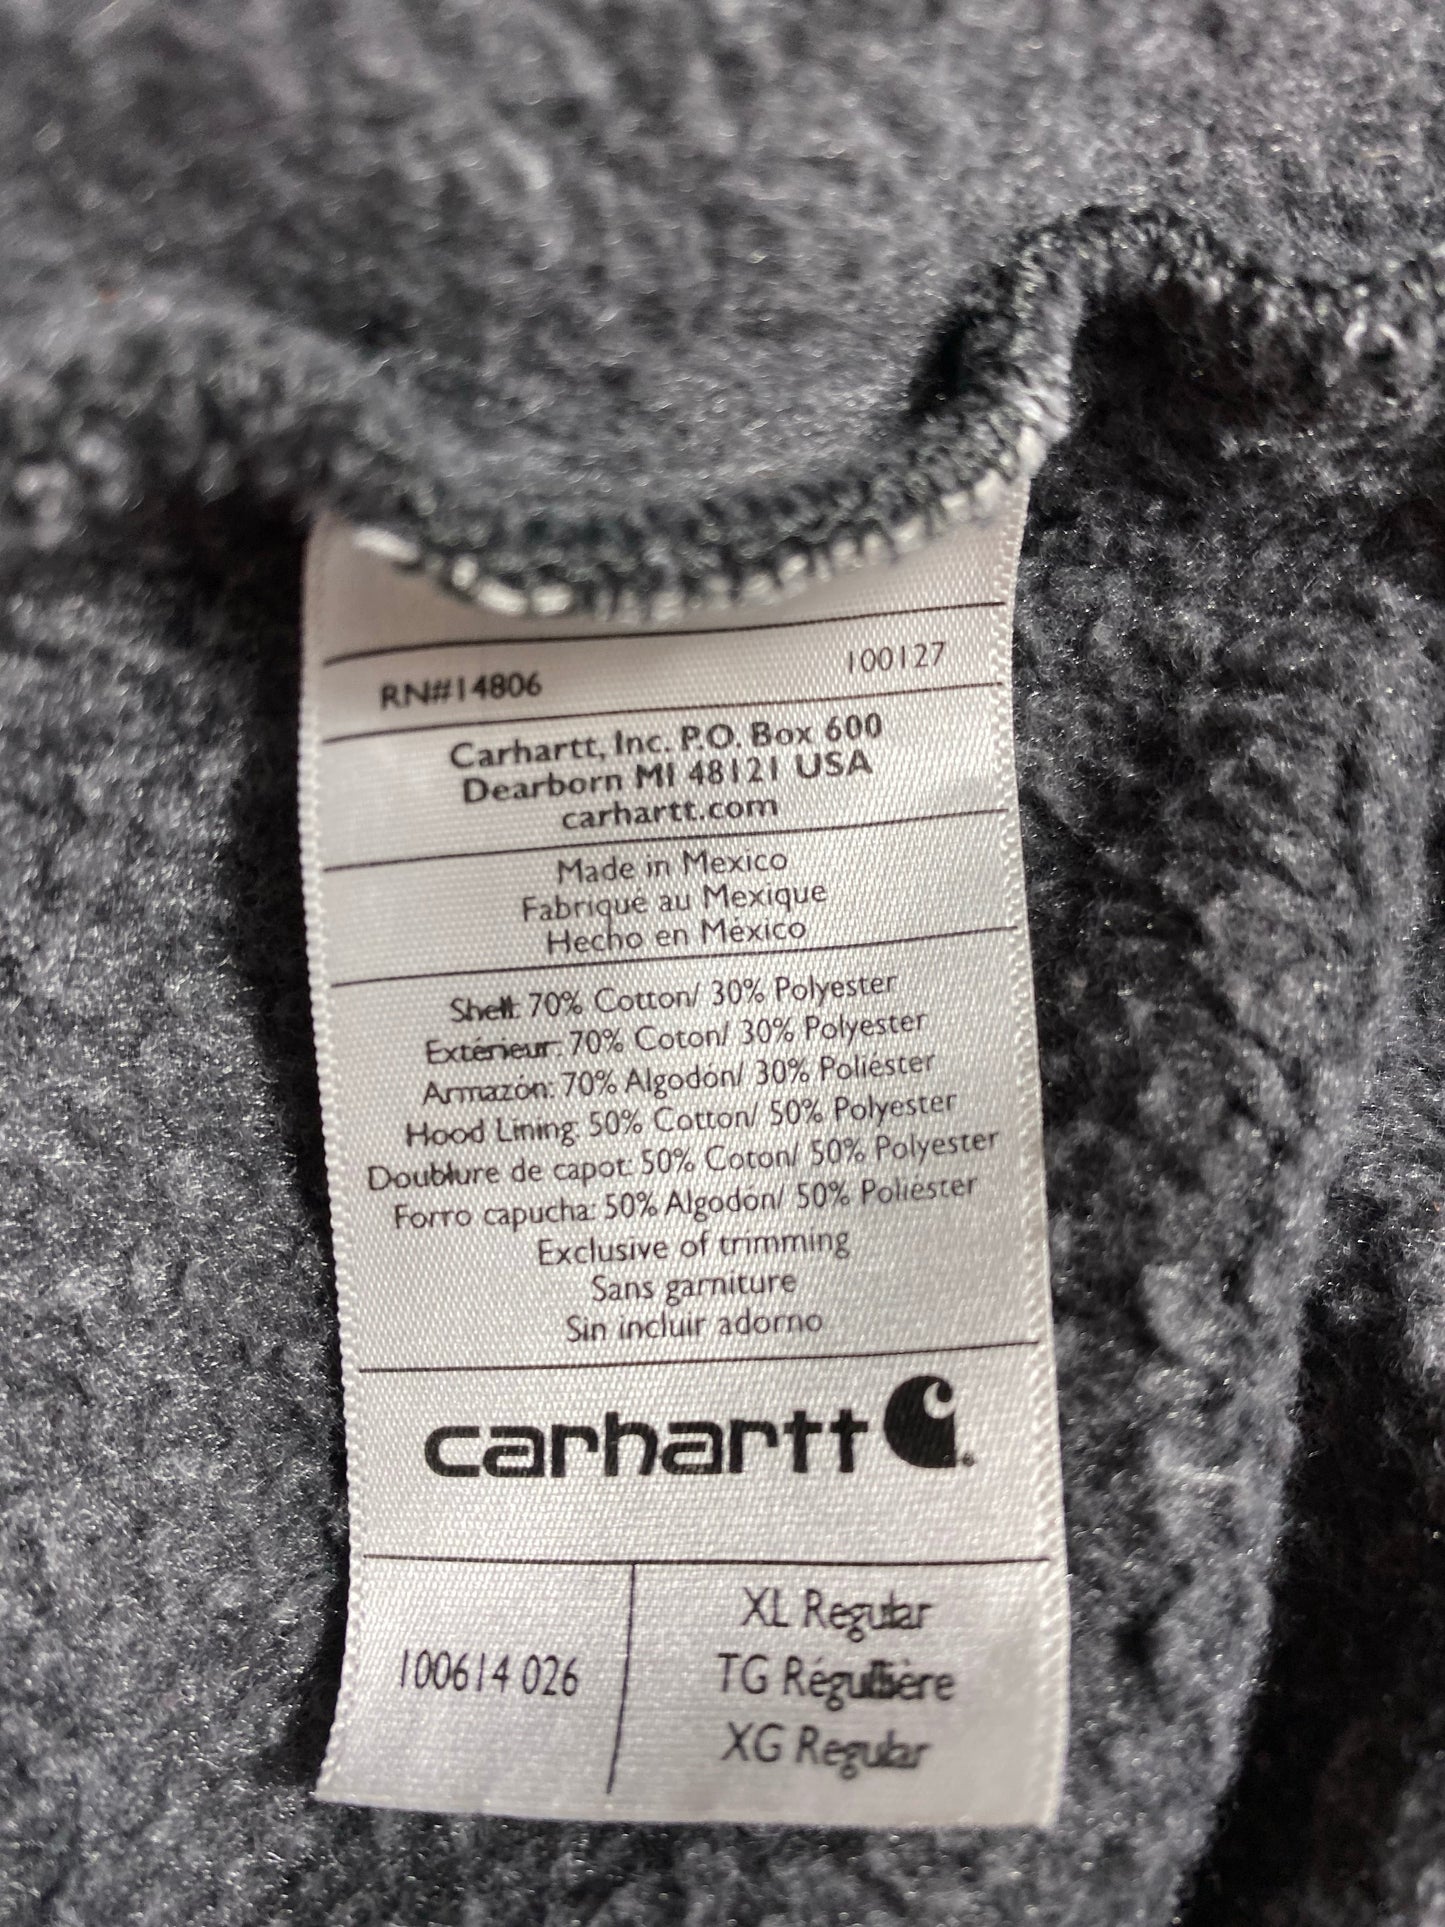 RN#14806 100127
Carhartt, Inc. P.O. Box 600
Dearborn MI 48121 USA
carhartt.com
Made in Mexico
Fabriqué au Mexique
Hecho en México
Shell: 70% Cotton/ 30% Polyester
Extérieur: 70% Coton/ 30% Polyester
Armazón: 70% Algodón/ 30% Poliéster
Hood Lining: 50% Cotton/ 50% Polyester
Doublure de capot: 50% Coton/ 50% Polyester
Forro capucha: 50% Algodón/ 50% Poliéster
Exclusive of trimming
Sans garniture
Sin incluir adorno
carhartt
100614 026
XL Regular
TG Régullière
XG Regular